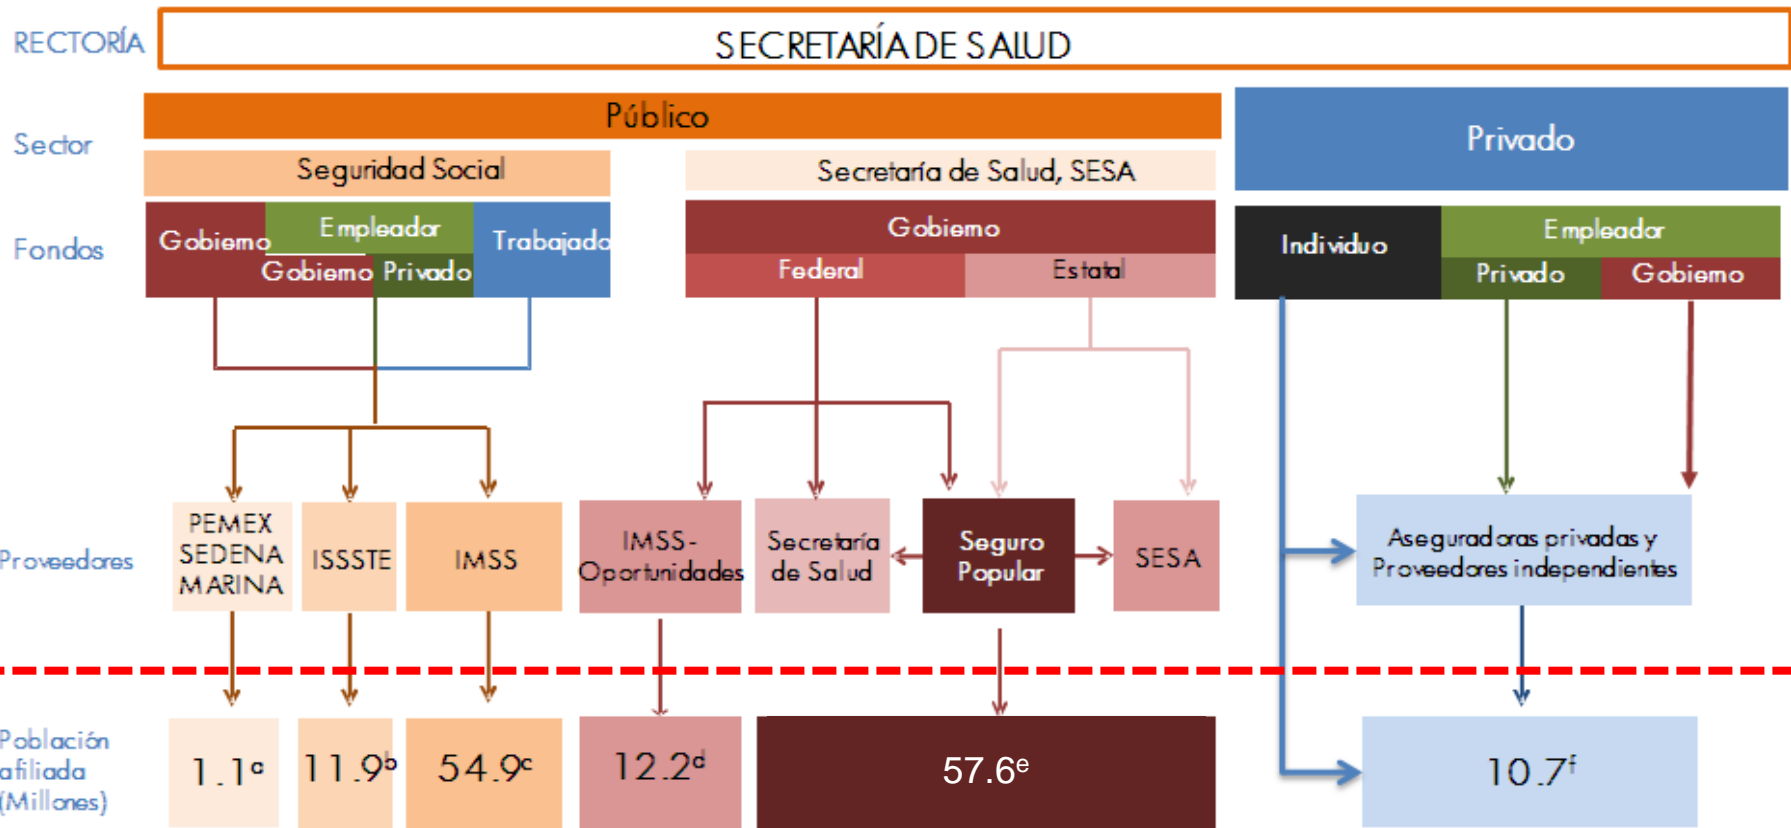 RECTORÍA
SECRETARÍA DE SALUD
Sector
Público
Privado
Seguridad Social
Secretaría de Salud, SESA
Fondos
Gobierno
Empleador
Trabajado
Gobierno
Privado
Gobierno
Federal
Estatal
Individuo
Empleador
Privado
Gobierno
Proveedores
PEMEX
SEDENA
MARINA
ISSSTE
IMSS
IMSS-
Oportunidades
Secretaría
de Salud
Seguro
Popular
SESA
Aseguradoras privadas y
Proveedores independientes
Población
afiliada
(Millones)
1.1ᵃ
11.9ᵇ
54.9ᶜ
12.2ᵈ
57.6ᵉ
10.7ᶠ